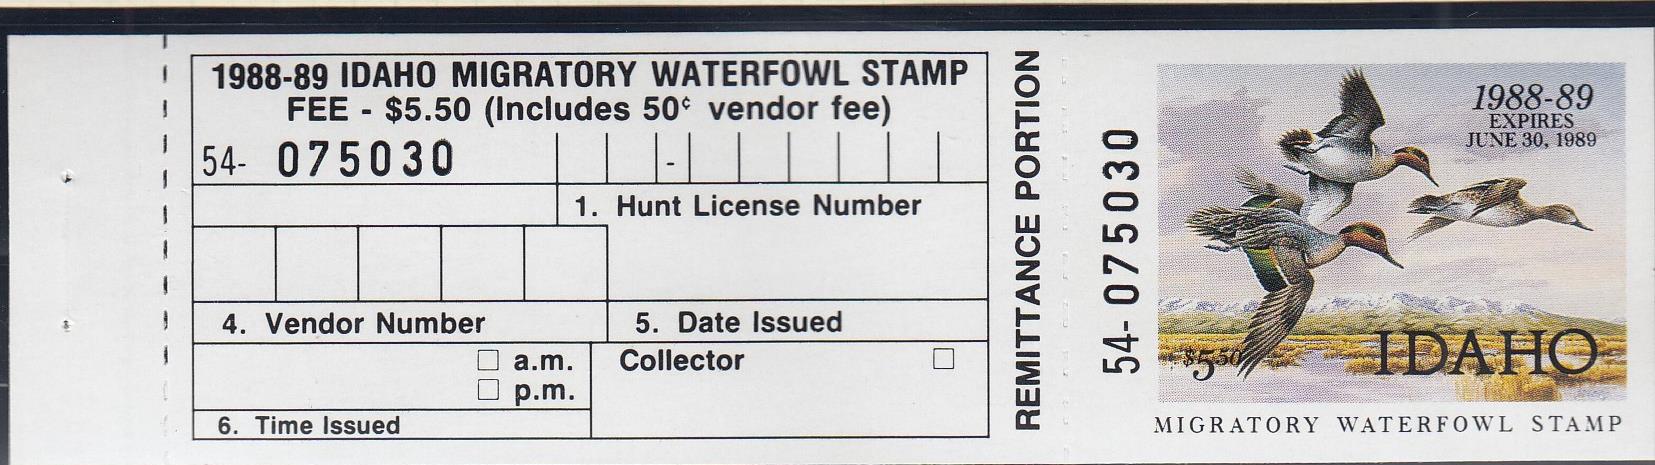 1988-89 IDAHO MIGRATORY WATERFOWL STAMP
FEE - $5.50 (Includes 50¢ vendor fee)
54- 075030
-
1. Hunt License Number
4. Vendor Number
5. Date Issued
a.m.
p.m.
6. Time Issued
Collector
REMITTANCE PORTION
54-075030
1988-89
EXPIRES
JUNE 30, 1989
$5.50
IDAHO
MIGRATORY WATERFOWL STAMP